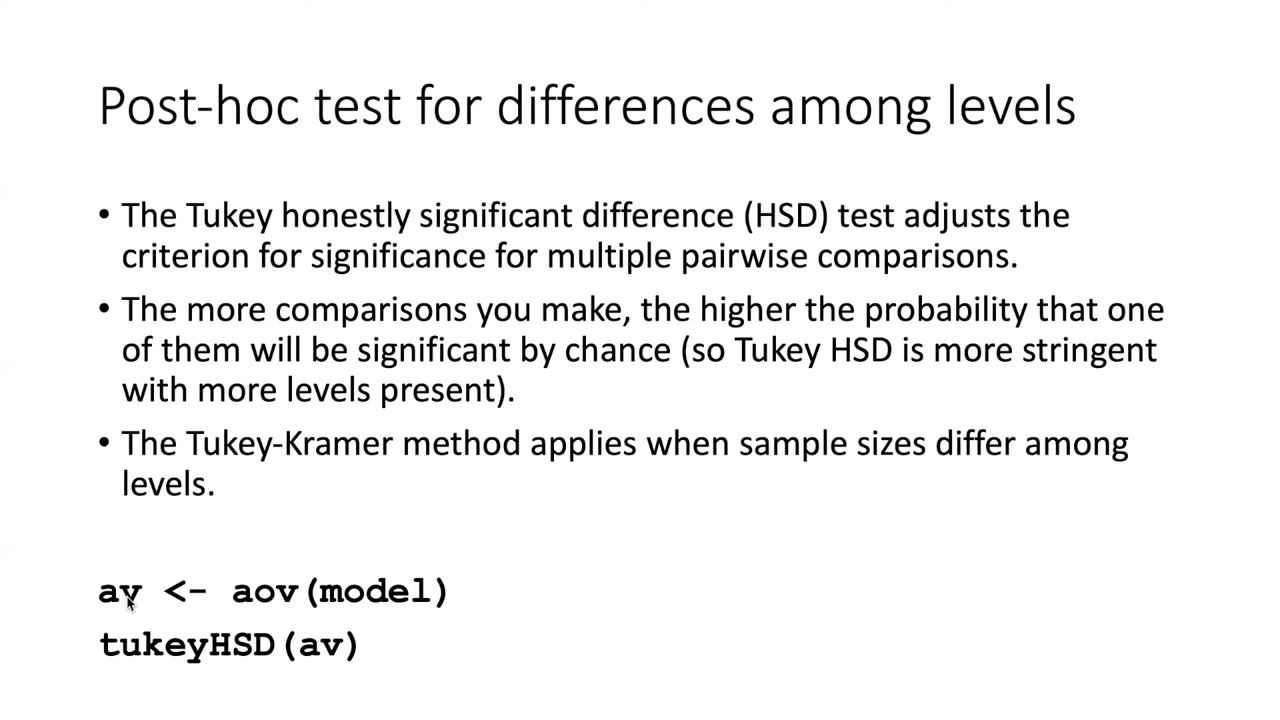 Post-hoc test for differences among levels
• The Tukey honestly significant difference (HSD) test adjusts the
criterion for significance for multiple pairwise comparisons.
• The more comparisons you make, the higher the probability that one
of them will be significant by chance (so Tukey HSD is more stringent
with more levels present).
• The Tukey-Kramer method applies when sample sizes differ among
levels.
av <- aov(model)
tukeyHSD(av)